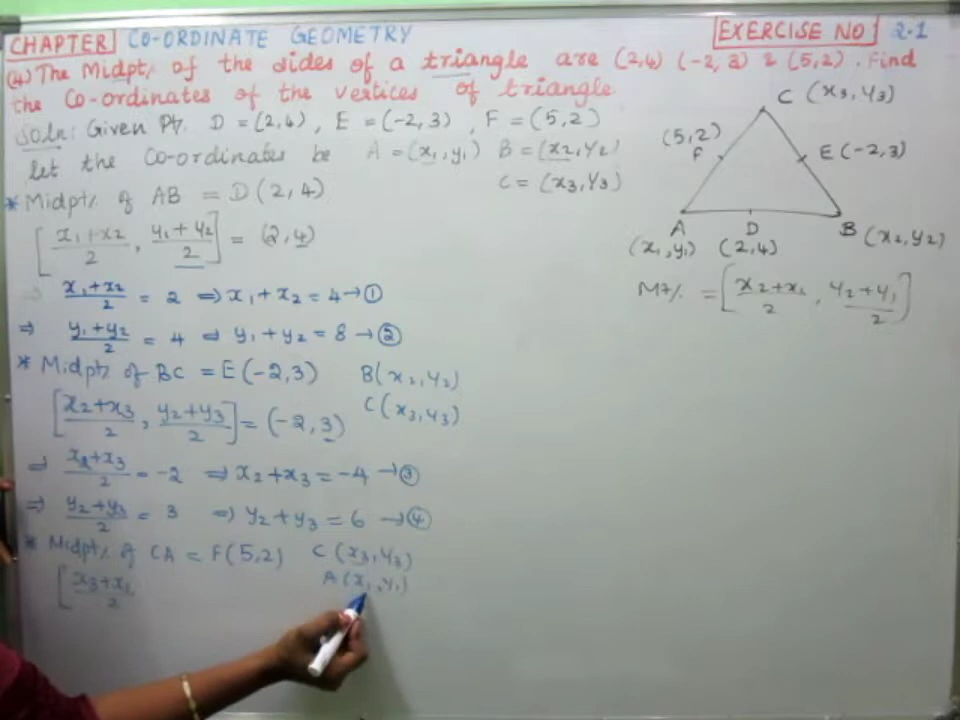 CHAPTER CO-ORDINATE GEOMETRY EXERCISE NO 2.1
(4) The Midpt/. of the sides of a triangle are (2,4) (-2,3) & (5,2). Find
the Co-ordinates of the vertices of triangle
Soln: Given Pt. D = (2,4), E = (-2,3), F = (5,2)
let the Co-ordinates be A = (x₁,y₁) B = (x₂,y₂)
C = (x₃,y₃)
* Midpt/. of AB = D(2,4)
[x₁+x₂/2, y₁+y₂/2] = (2,4)
⇒ x₁+x₂/2 = 2 ⇒ x₁+x₂ = 4 → ①
⇒ y₁+y₂/2 = 4 ⇒ y₁+y₂ = 8 → ②
* Midpt/. of BC = E(-2,3) B(x₂,y₂)
C(x₃,y₃)
[x₂+x₃/2, y₂+y₃/2] = (-2,3)
⇒ x₂+x₃/2 = -2 ⇒ x₂+x₃ = -4 → ③
⇒ y₂+y₃/2 = 3 ⇒ y₂+y₃ = 6 → ④
* Midpt/. of CA = F(5,2) C(x₃,y₃)
A(x₁,y₁)
[x₃+x₁/2
C (x₃,y₃)
(5,2)
F
E(-2,3)
A D B (x₂,y₂)
(x₁,y₁) (2,4)
M = [x₂+x₁/2, y₂+y₁/2]